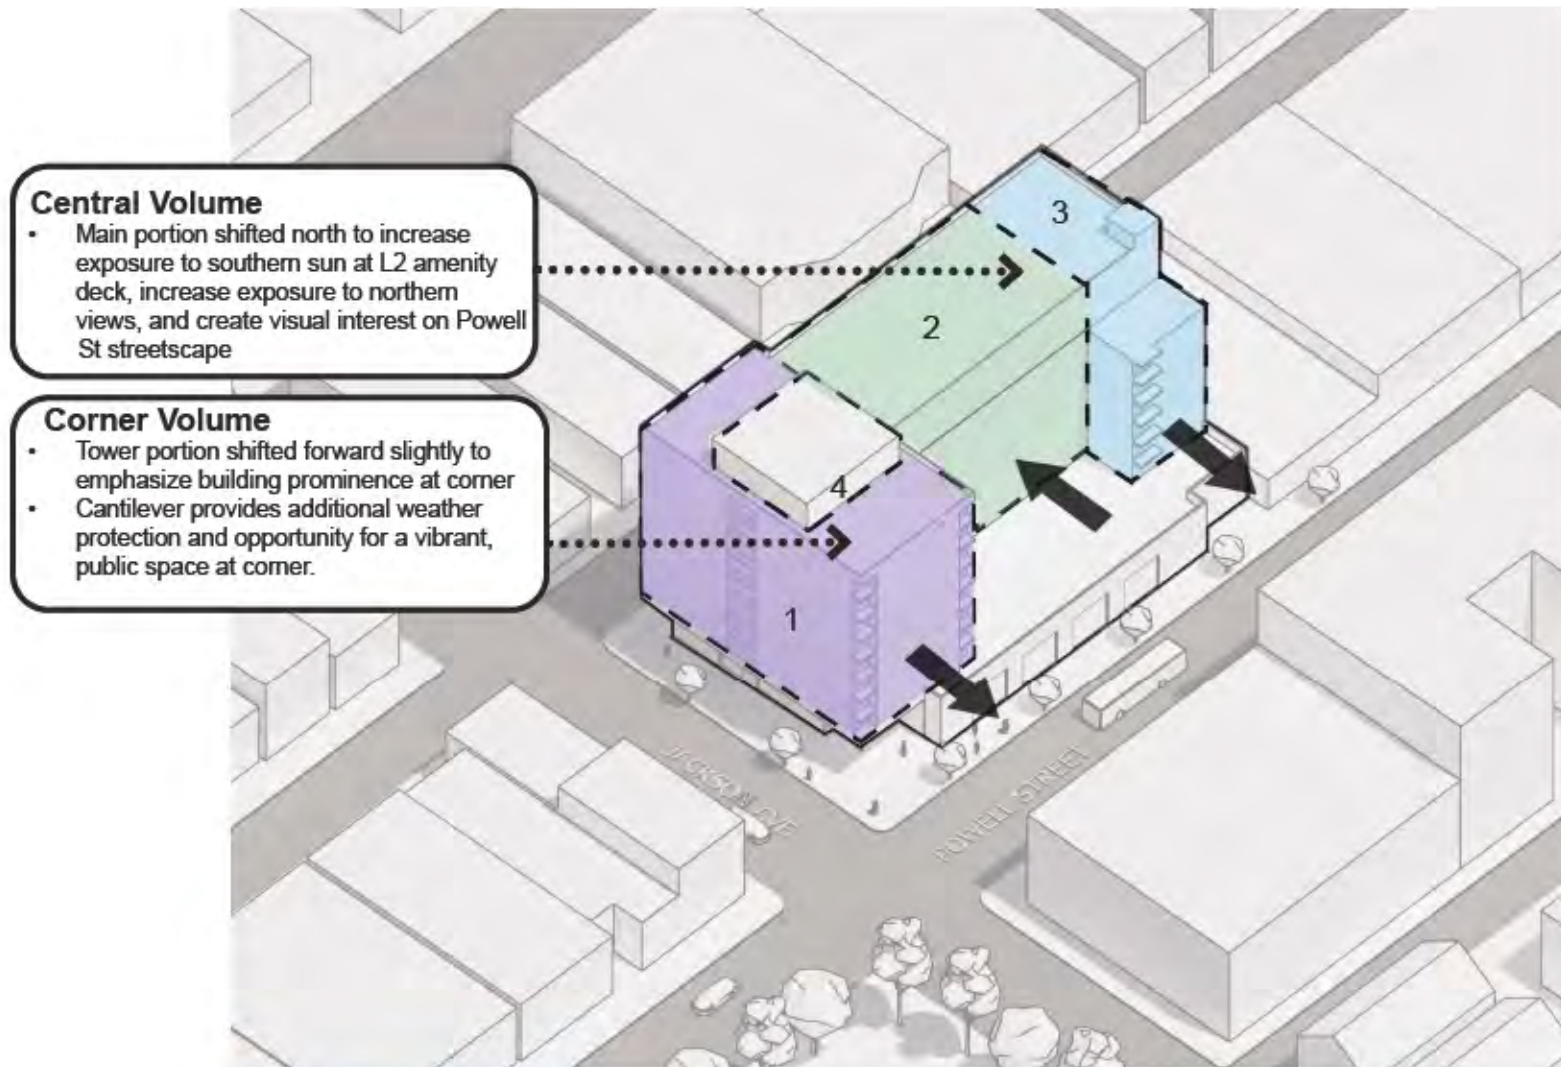 Central Volume
• Main portion shifted north to increase
exposure to southern sun at L2 amenity
deck, increase exposure to northern
views, and create visual interest on Powell
St streetscape
Corner Volume
• Tower portion shifted forward slightly to
emphasize building prominence at corner
• Cantilever provides additional weather
protection and opportunity for a vibrant,
public space at corner.
3
2
4
1
JACKSON AVE
POWELL STREET